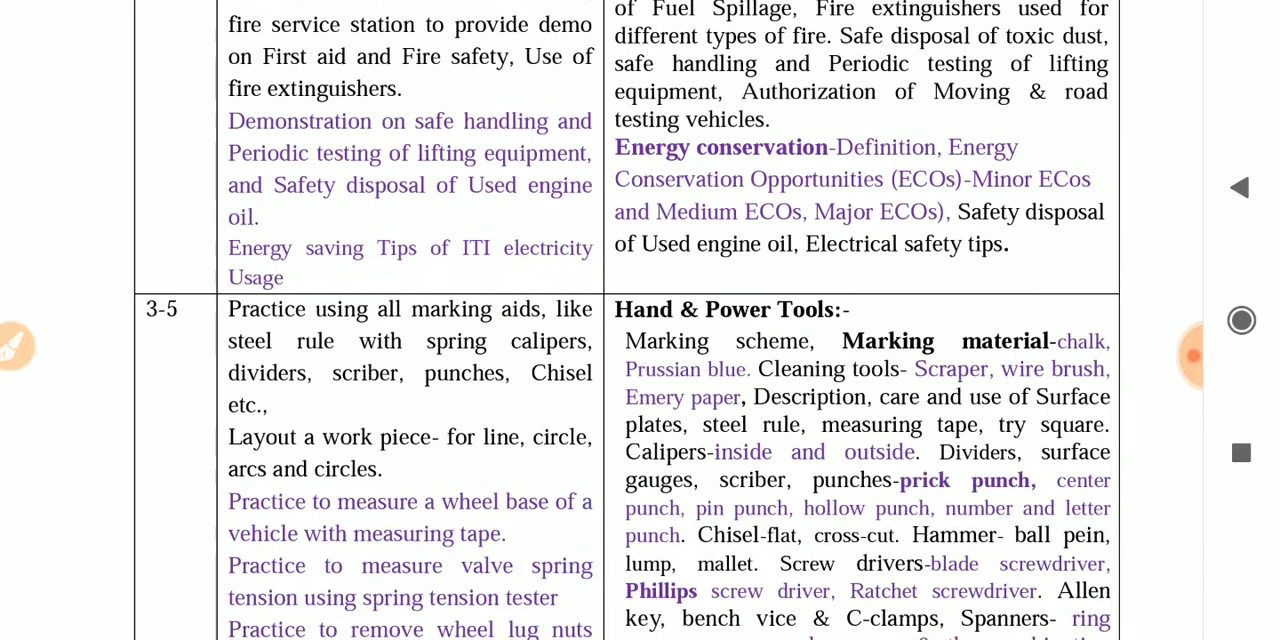 fire service station to provide demo
on First aid and Fire safety, Use of
fire extinguishers.
Demonstration on safe handling and
Periodic testing of lifting equipment,
and Safety disposal of Used engine
oil.
Energy saving Tips of ITI electricity
Usage
of Fuel Spillage, Fire extinguishers used for
different types of fire. Safe disposal of toxic dust,
safe handling and Periodic testing of lifting
equipment, Authorization of Moving & road
testing vehicles.
Energy conservation-Definition, Energy
Conservation Opportunities (ECOs)-Minor ECos
and Medium ECOs, Major ECOs), Safety disposal
of Used engine oil, Electrical safety tips.
3-5
Practice using all marking aids, like
steel rule with spring calipers,
dividers, scriber, punches, Chisel
etc.,
Layout a work piece- for line, circle,
arcs and circles.
Practice to measure a wheel base of a
vehicle with measuring tape.
Practice to measure valve spring
tension using spring tension tester
Practice to remove wheel lug nuts
Hand & Power Tools:-
Marking scheme, Marking material-chalk,
Prussian blue. Cleaning tools- Scraper, wire brush,
Emery paper, Description, care and use of Surface
plates, steel rule, measuring tape, try square.
Calipers-inside and outside. Dividers, surface
gauges, scriber, punches-prick punch, center
punch, pin punch, hollow punch, number and letter
punch. Chisel-flat, cross-cut. Hammer- ball pein,
lump, mallet. Screw drivers-blade screwdriver,
Phillips screw driver, Ratchet screwdriver. Allen
key, bench vice & C-clamps, Spanners- ring